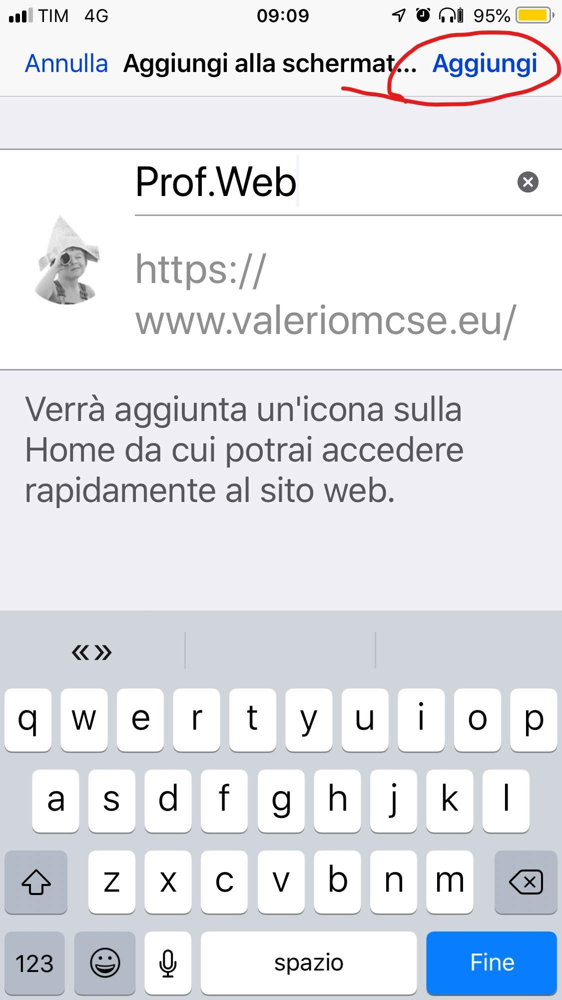 TIM 4G 09:09 95%
Annulla Aggiungi alla schermat... Aggiungi
Prof.Web
https://
www.valeriomcse.eu/
Verrà aggiunta un'icona sulla
Home da cui potrai accedere
rapidamente al sito web.
«»
q w e r t y u i o p
a s d f g h j k l
z x c v b n m
123 spazio Fine